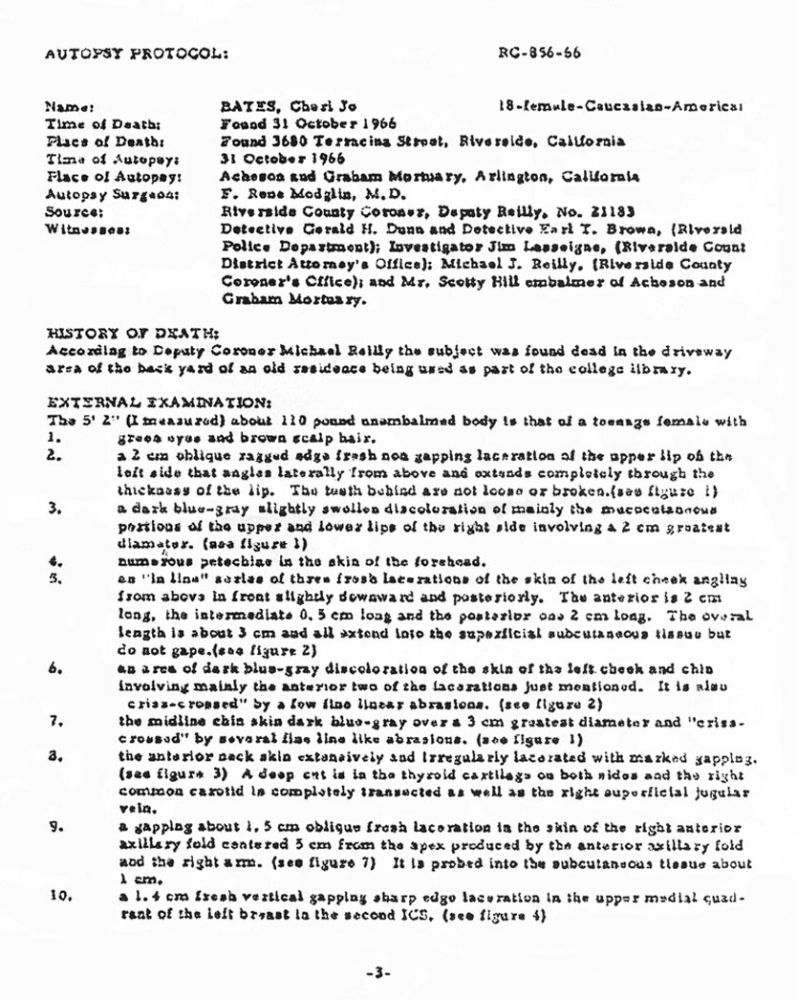 AUTOPSY PROTOCOL: RC-856-66
Name: BATES, Cheri Jo 18-female-Caucasian-American
Time of Death: Found 31 October 1966
Place of Death: Found 3680 Terracina Street, Riverside, California
Time of Autopsy: 31 October 1966
Place of Autopsy: Acheson and Graham Mortuary, Arlington, California
Autopsy Surgeon: F. Rene Modglin, M.D.
Source: Riverside County Coroner, Deputy Reilly, No. 21183
Witnesses: Detective Gerald H. Dunn and Detective Earl T. Brown, (Riversid
Police Department); Investigator Jim Lasseigne, (Riverside Count
District Attorney's Office); Michael J. Reilly, (Riverside County
Coroner's Office); and Mr. Scotty Hill embalmer of Acheson and
Graham Mortuary.
HISTORY OF DEATH:
According to Deputy Coroner Michael Reilly the subject was found dead in the driveway
area of the back yard of an old residence being used as part of the college library.
EXTERNAL EXAMINATION:
The 5' 2" (I measured) about 110 pound unembalmed body is that of a teenage female with
1. green eyes and brown scalp hair.
2. a 2 cm oblique ragged edge fresh non gapping laceration of the upper lip on the
left side that angles laterally from above and extends completely through the
thickness of the lip. The teeth behind are not loose or broken.(see figure 1)
3. a dark blue-gray slightly swollen discoloration of mainly the mucocutaneous
portions of the upper and lower lips of the right side involving a 2 cm greatest
diameter. (see figure 1)
4. numerous petechiae in the skin of the forehead.
5. an "in line" series of three fresh lacerations of the skin of the left cheek angling
from above in front slightly downward and posteriorly. The anterior is 2 cm
long, the intermediate 0.5 cm long and the posterior one 2 cm long. The overal
length is about 3 cm and all extend into the superficial subcutaneous tissue but
do not gape.(see figure 2)
6. an area of dark blue-gray discoloration of the skin of the left cheek and chin
involving mainly the anterior two of the lacerations just mentioned. It is also
criss-crossed" by a few fine linear abrasions. (see figure 2)
7. the midline chin skin dark blue-gray over a 3 cm greatest diameter and "criss-
crossed" by several fine line like abrasions. (see figure 1)
8. the anterior neck skin extensively and irregularly lacerated with marked gapping.
(see figure 3) A deep cut is in the thyroid cartilage on both sides and the right
common carotid is completely transected as well as the right superficial jugular
vein.
9. a gapping about 1.5 cm oblique fresh laceration in the skin of the right anterior
axillary fold centered 5 cm from the apex produced by the anterior axillary fold
and the right arm. (see figure 7) It is probed into the subcutaneous tissue about
1 cm.
10. a 1.4 cm fresh vertical gapping sharp edge laceration in the upper medial quad-
rant of the left breast in the second ICS. (see figure 4)
-3-